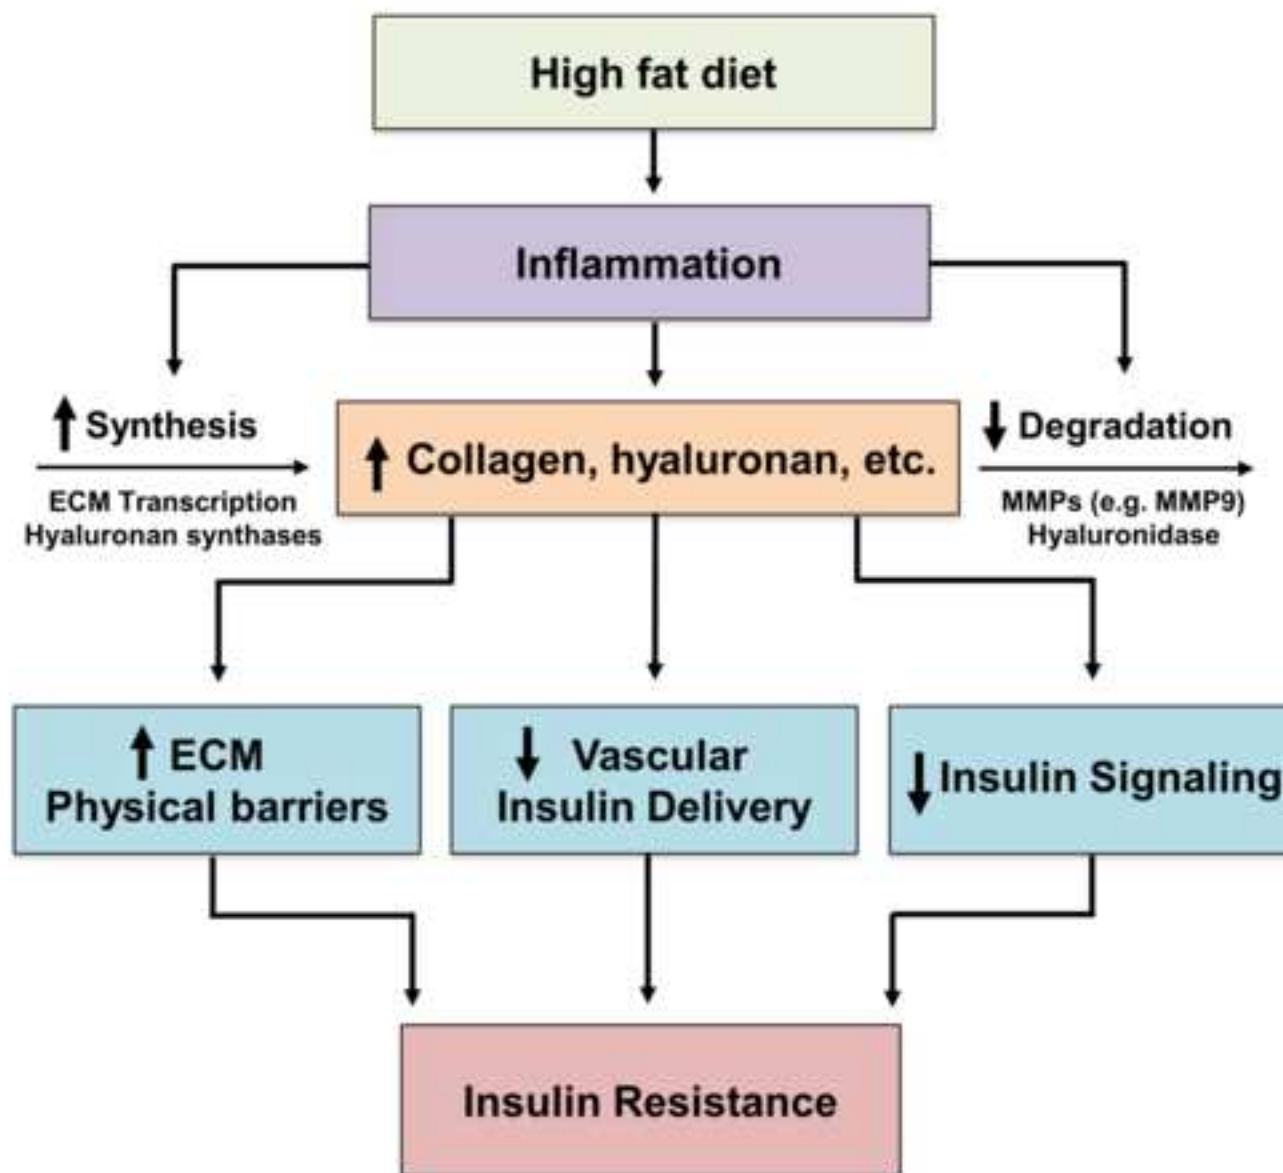 High fat diet
Inflammation
↑ Synthesis
ECM Transcription
Hyaluronan synthases
↑ Collagen, hyaluronan, etc.
↓ Degradation
MMPs (e.g. MMP9)
Hyaluronidase
↑ ECM
Physical barriers
↓ Vascular
Insulin Delivery
↓ Insulin Signaling
Insulin Resistance